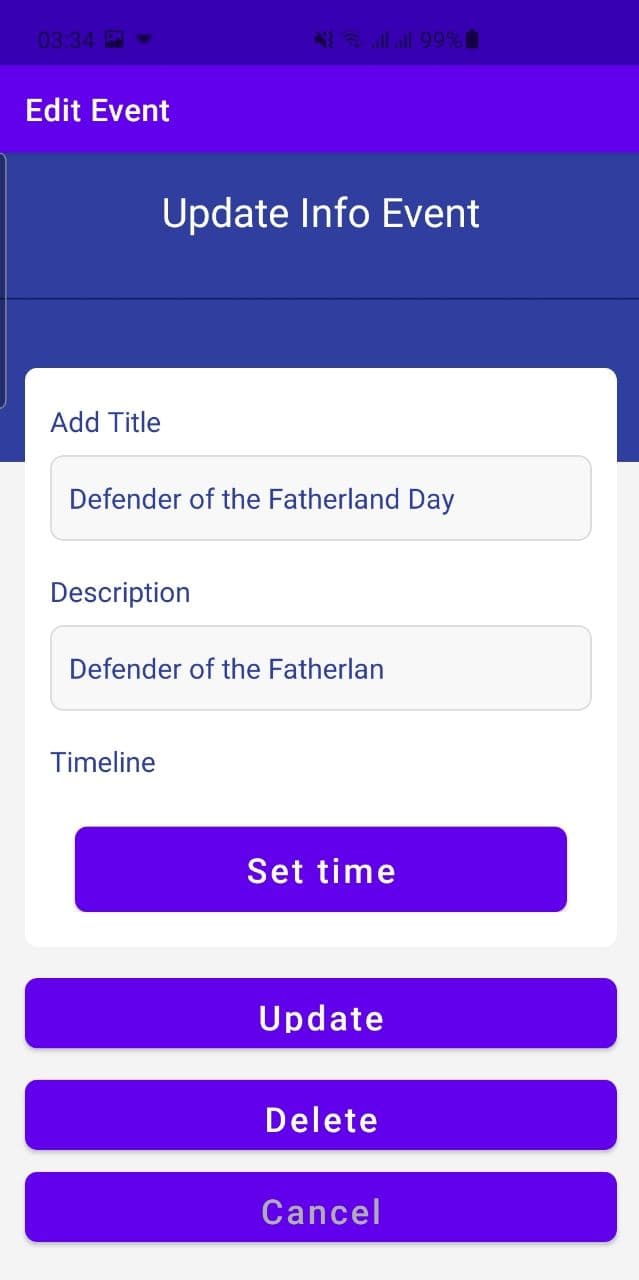 03:34 99%
Edit Event
Update Info Event
Add Title
Defender of the Fatherland Day
Description
Defender of the Fatherlan
Timeline
Set time
Update
Delete
Cancel